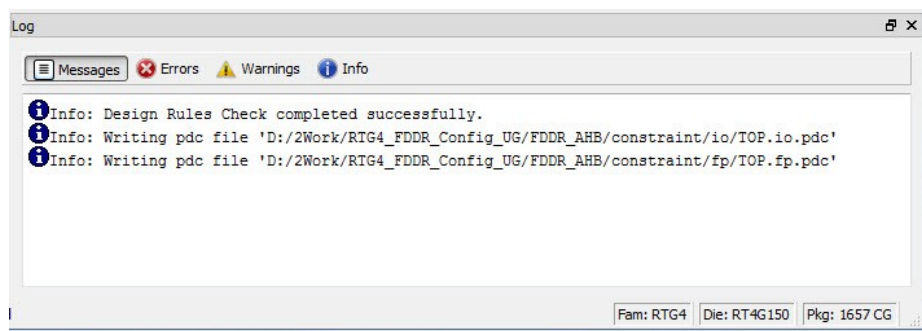 Log
Messages Errors Warnings Info
Info: Design Rules Check completed successfully.
Info: Writing pdc file 'D:/2Work/RTG4_FDDR_Config_UG/FDDR_AHB/constraint/io/TOP.io.pdc'
Info: Writing pdc file 'D:/2Work/RTG4_FDDR_Config_UG/FDDR_AHB/constraint/fp/TOP.fp.pdc'
Fam: RTG4 Die: RT4G150 Pkg: 1657 CG